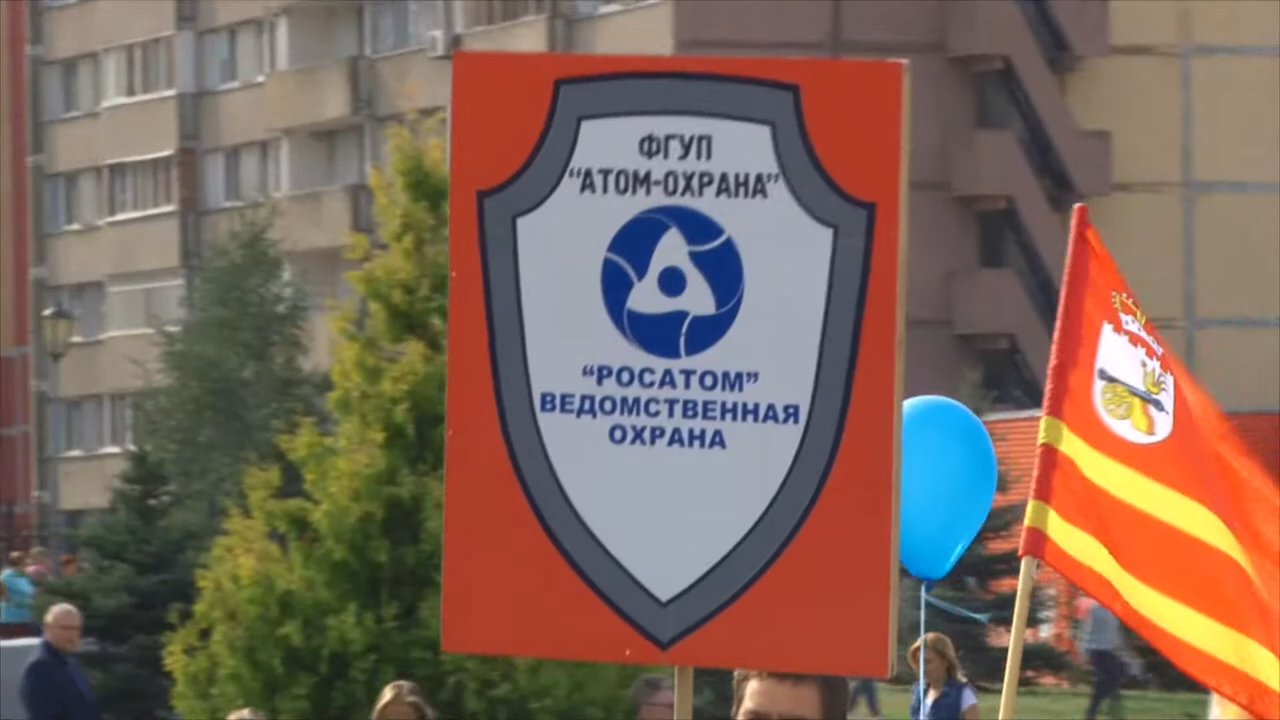 ФГУП
“АТОМ-ОХРАНА”
“РОСАТОМ”
ВЕДОМСТВЕННАЯ
ОХРАНА